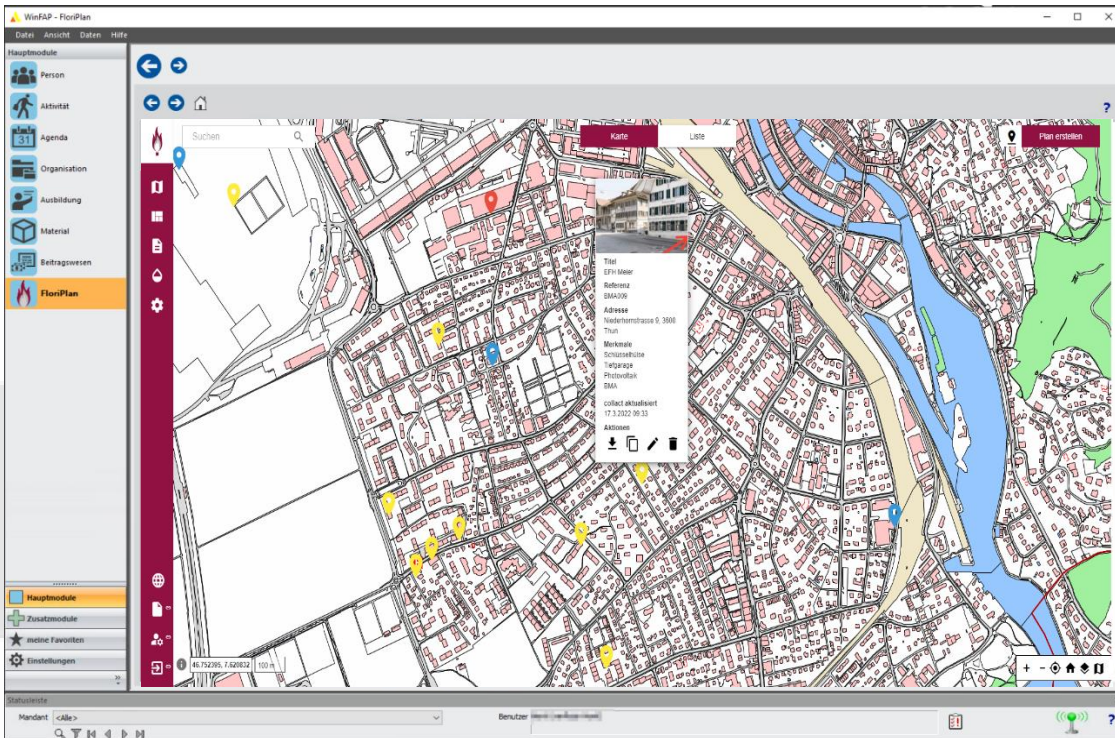 WinFAP - FloriPlan
Datei Ansicht Daten Hilfe
Hauptmodule
Person
Aktivität
31
Agenda
Organisation
Ausbildung
Material
Beitragswesen
FloriPlan
Hauptmodule
Zusatzmodule
meine Favoriten
Einstellungen
?
Suchen
Karte
Liste
Plan erstellen
Titel
EFH Meier
Referenz
BMA009
Adresse
Niederhornstrasse 9, 3600
Thun
Merkmale
Schlüsselhülse
Tiefgarage
Photovoltaik
BMA
collact aktualisiert
17.3.2022 09:33
Aktionen
46.752395, 7.620832
100 m
Statusleiste
Mandant <Alle>
Benutzer
?